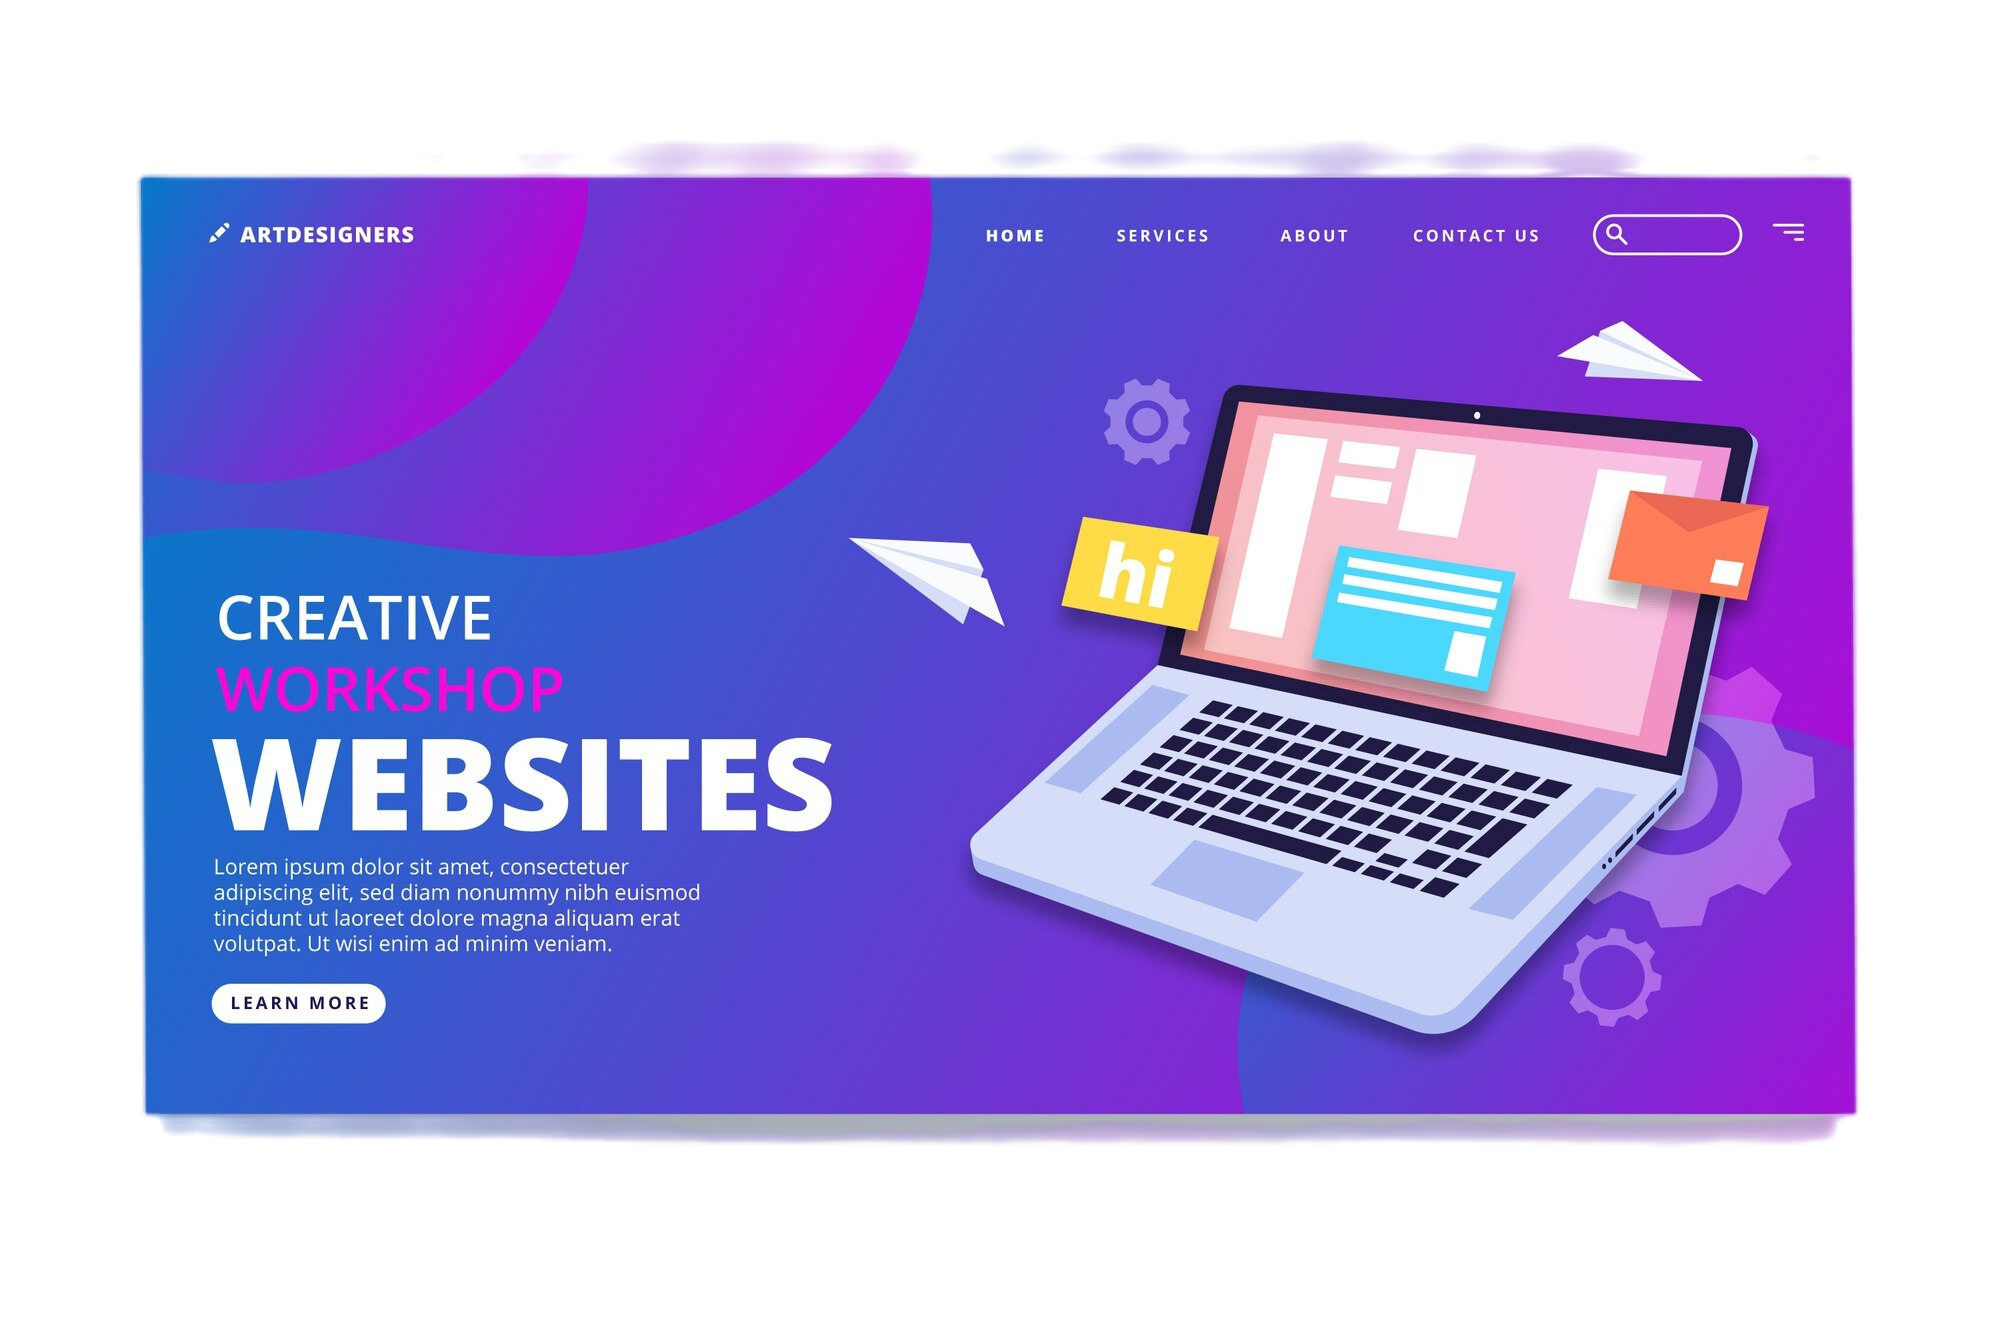 ARTDESIGNERS
HOME SERVICES ABOUT CONTACT US
hi
CREATIVE
WORKSHOP
WEBSITES
Lorem ipsum dolor sit amet, consectetuer
adipiscing elit, sed diam nonummy nibh euismod
tincidunt ut laoreet dolore magna aliquam erat
volutpat. Ut wisi enim ad minim veniam.
LEARN MORE